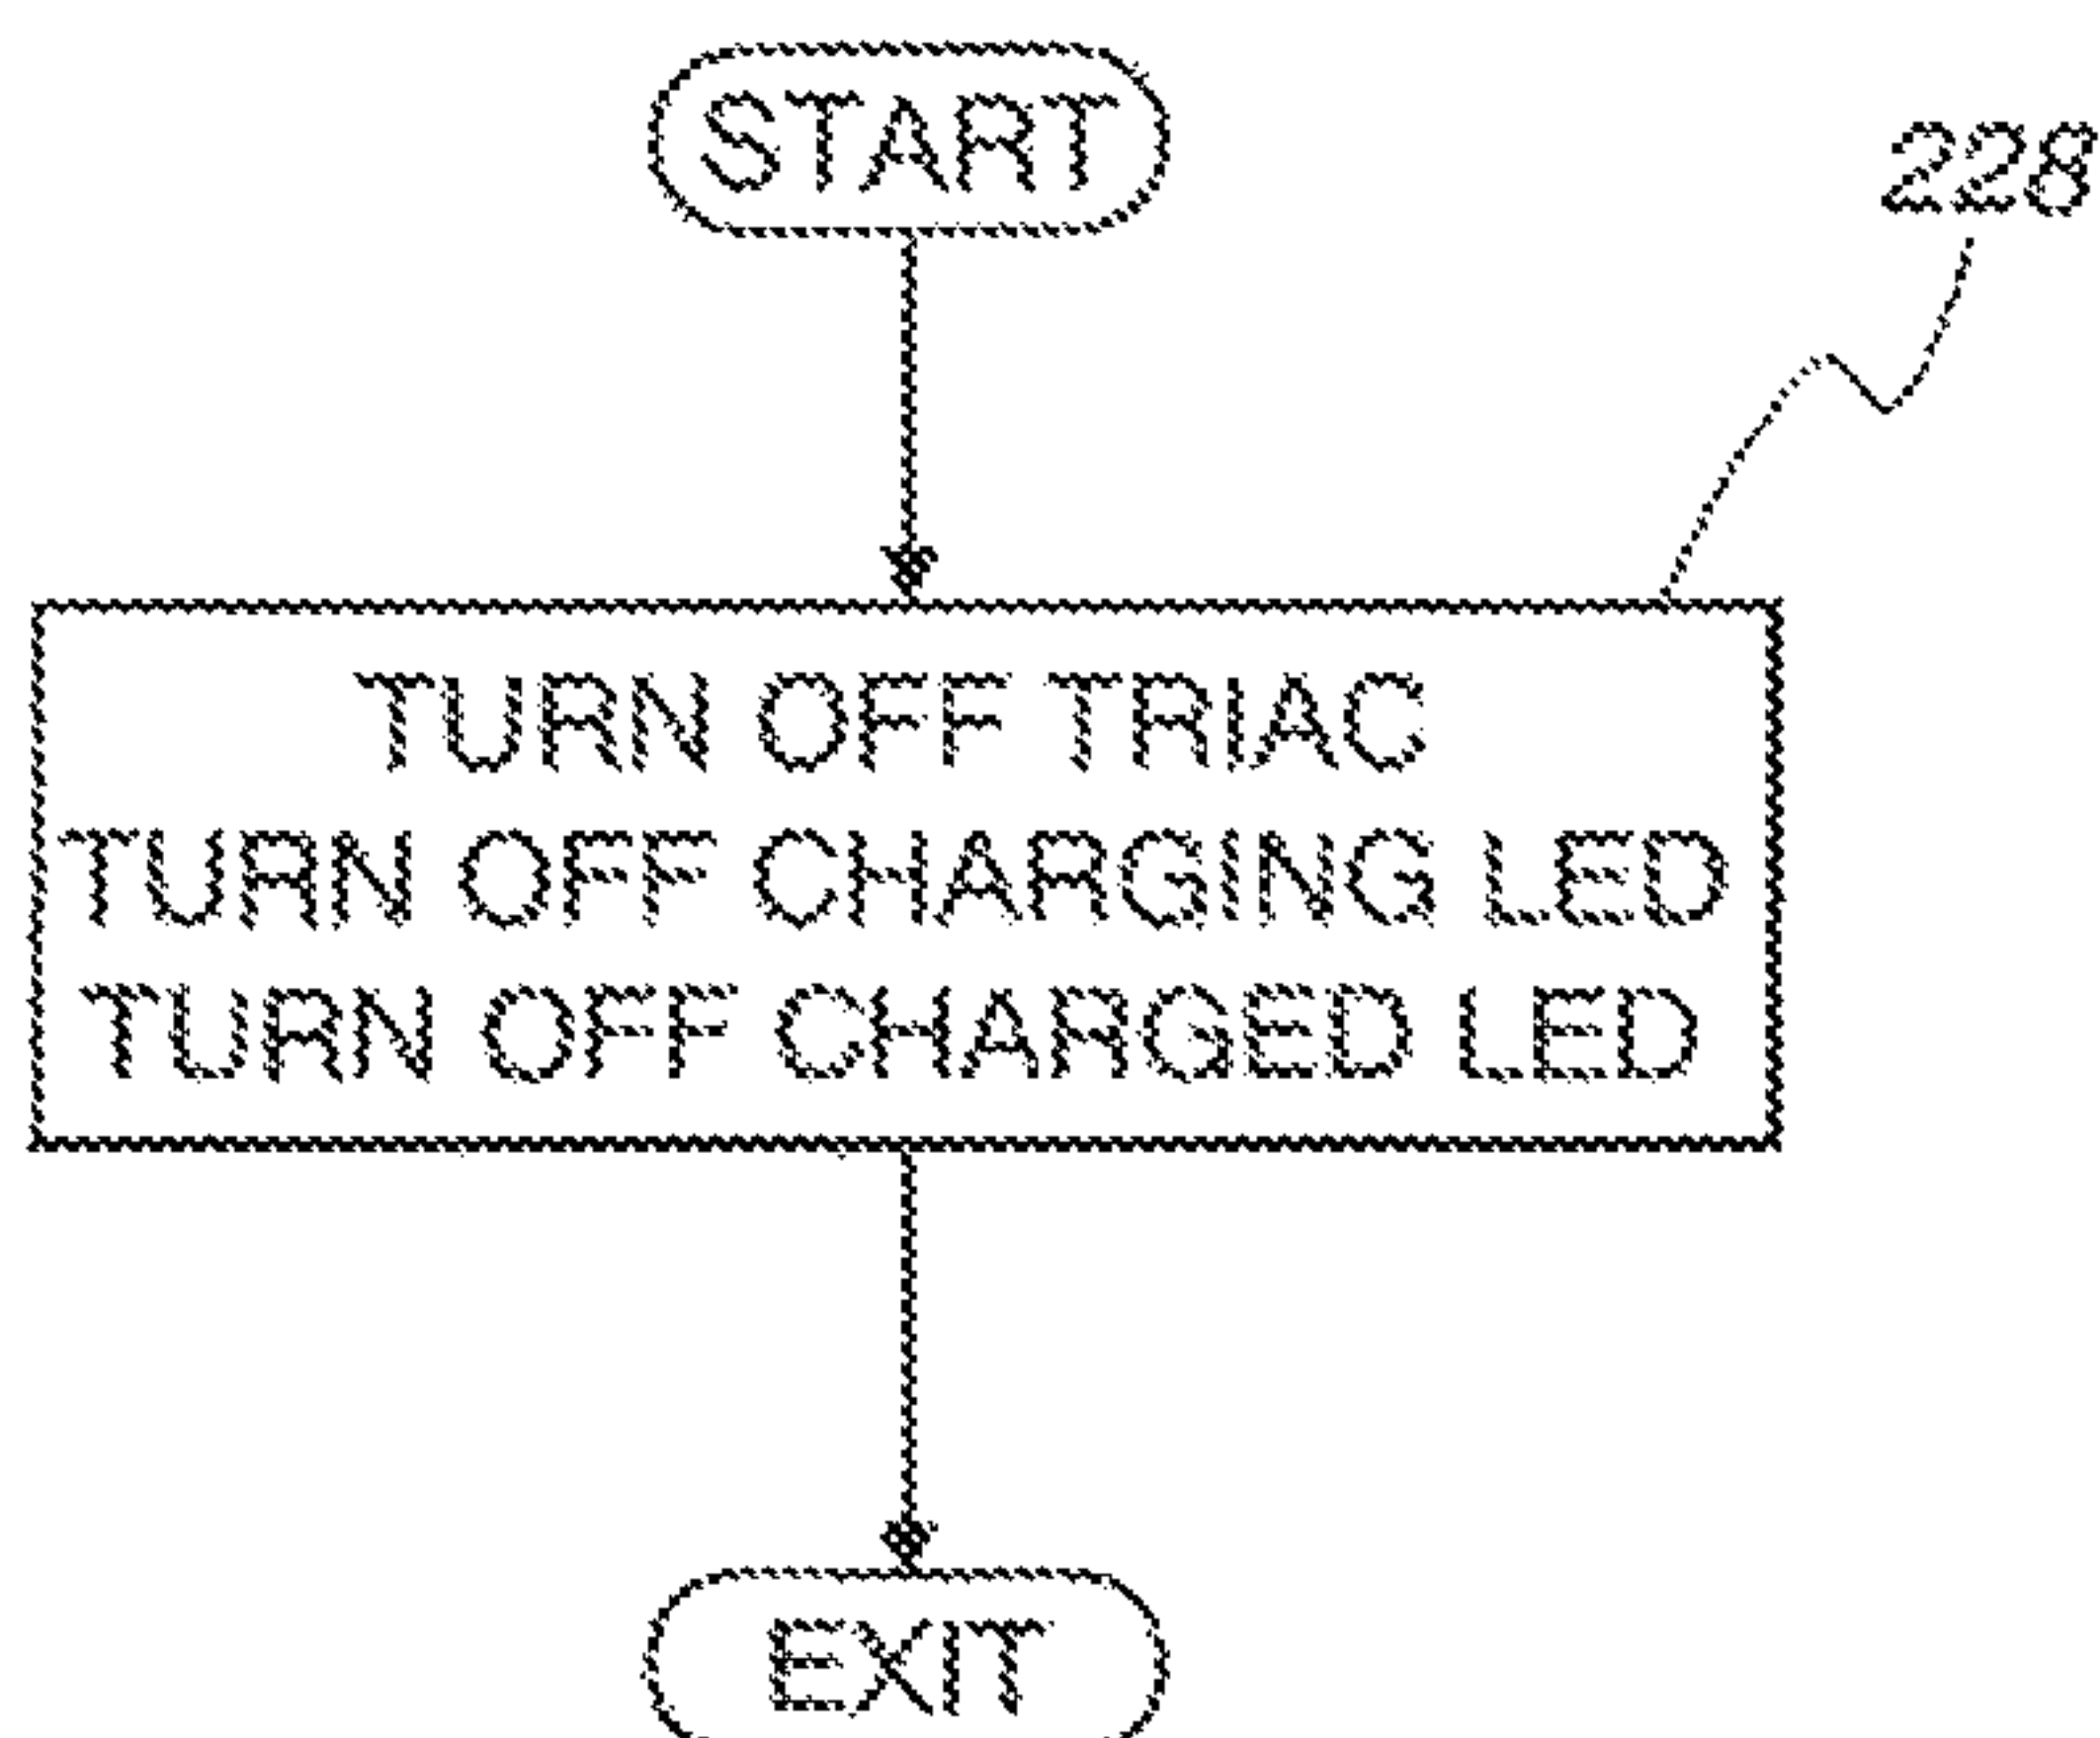 START
228
TURN OFF TRIAC
TURN OFF CHARGING LED
TURN OFF CHARGED LED
EXIT